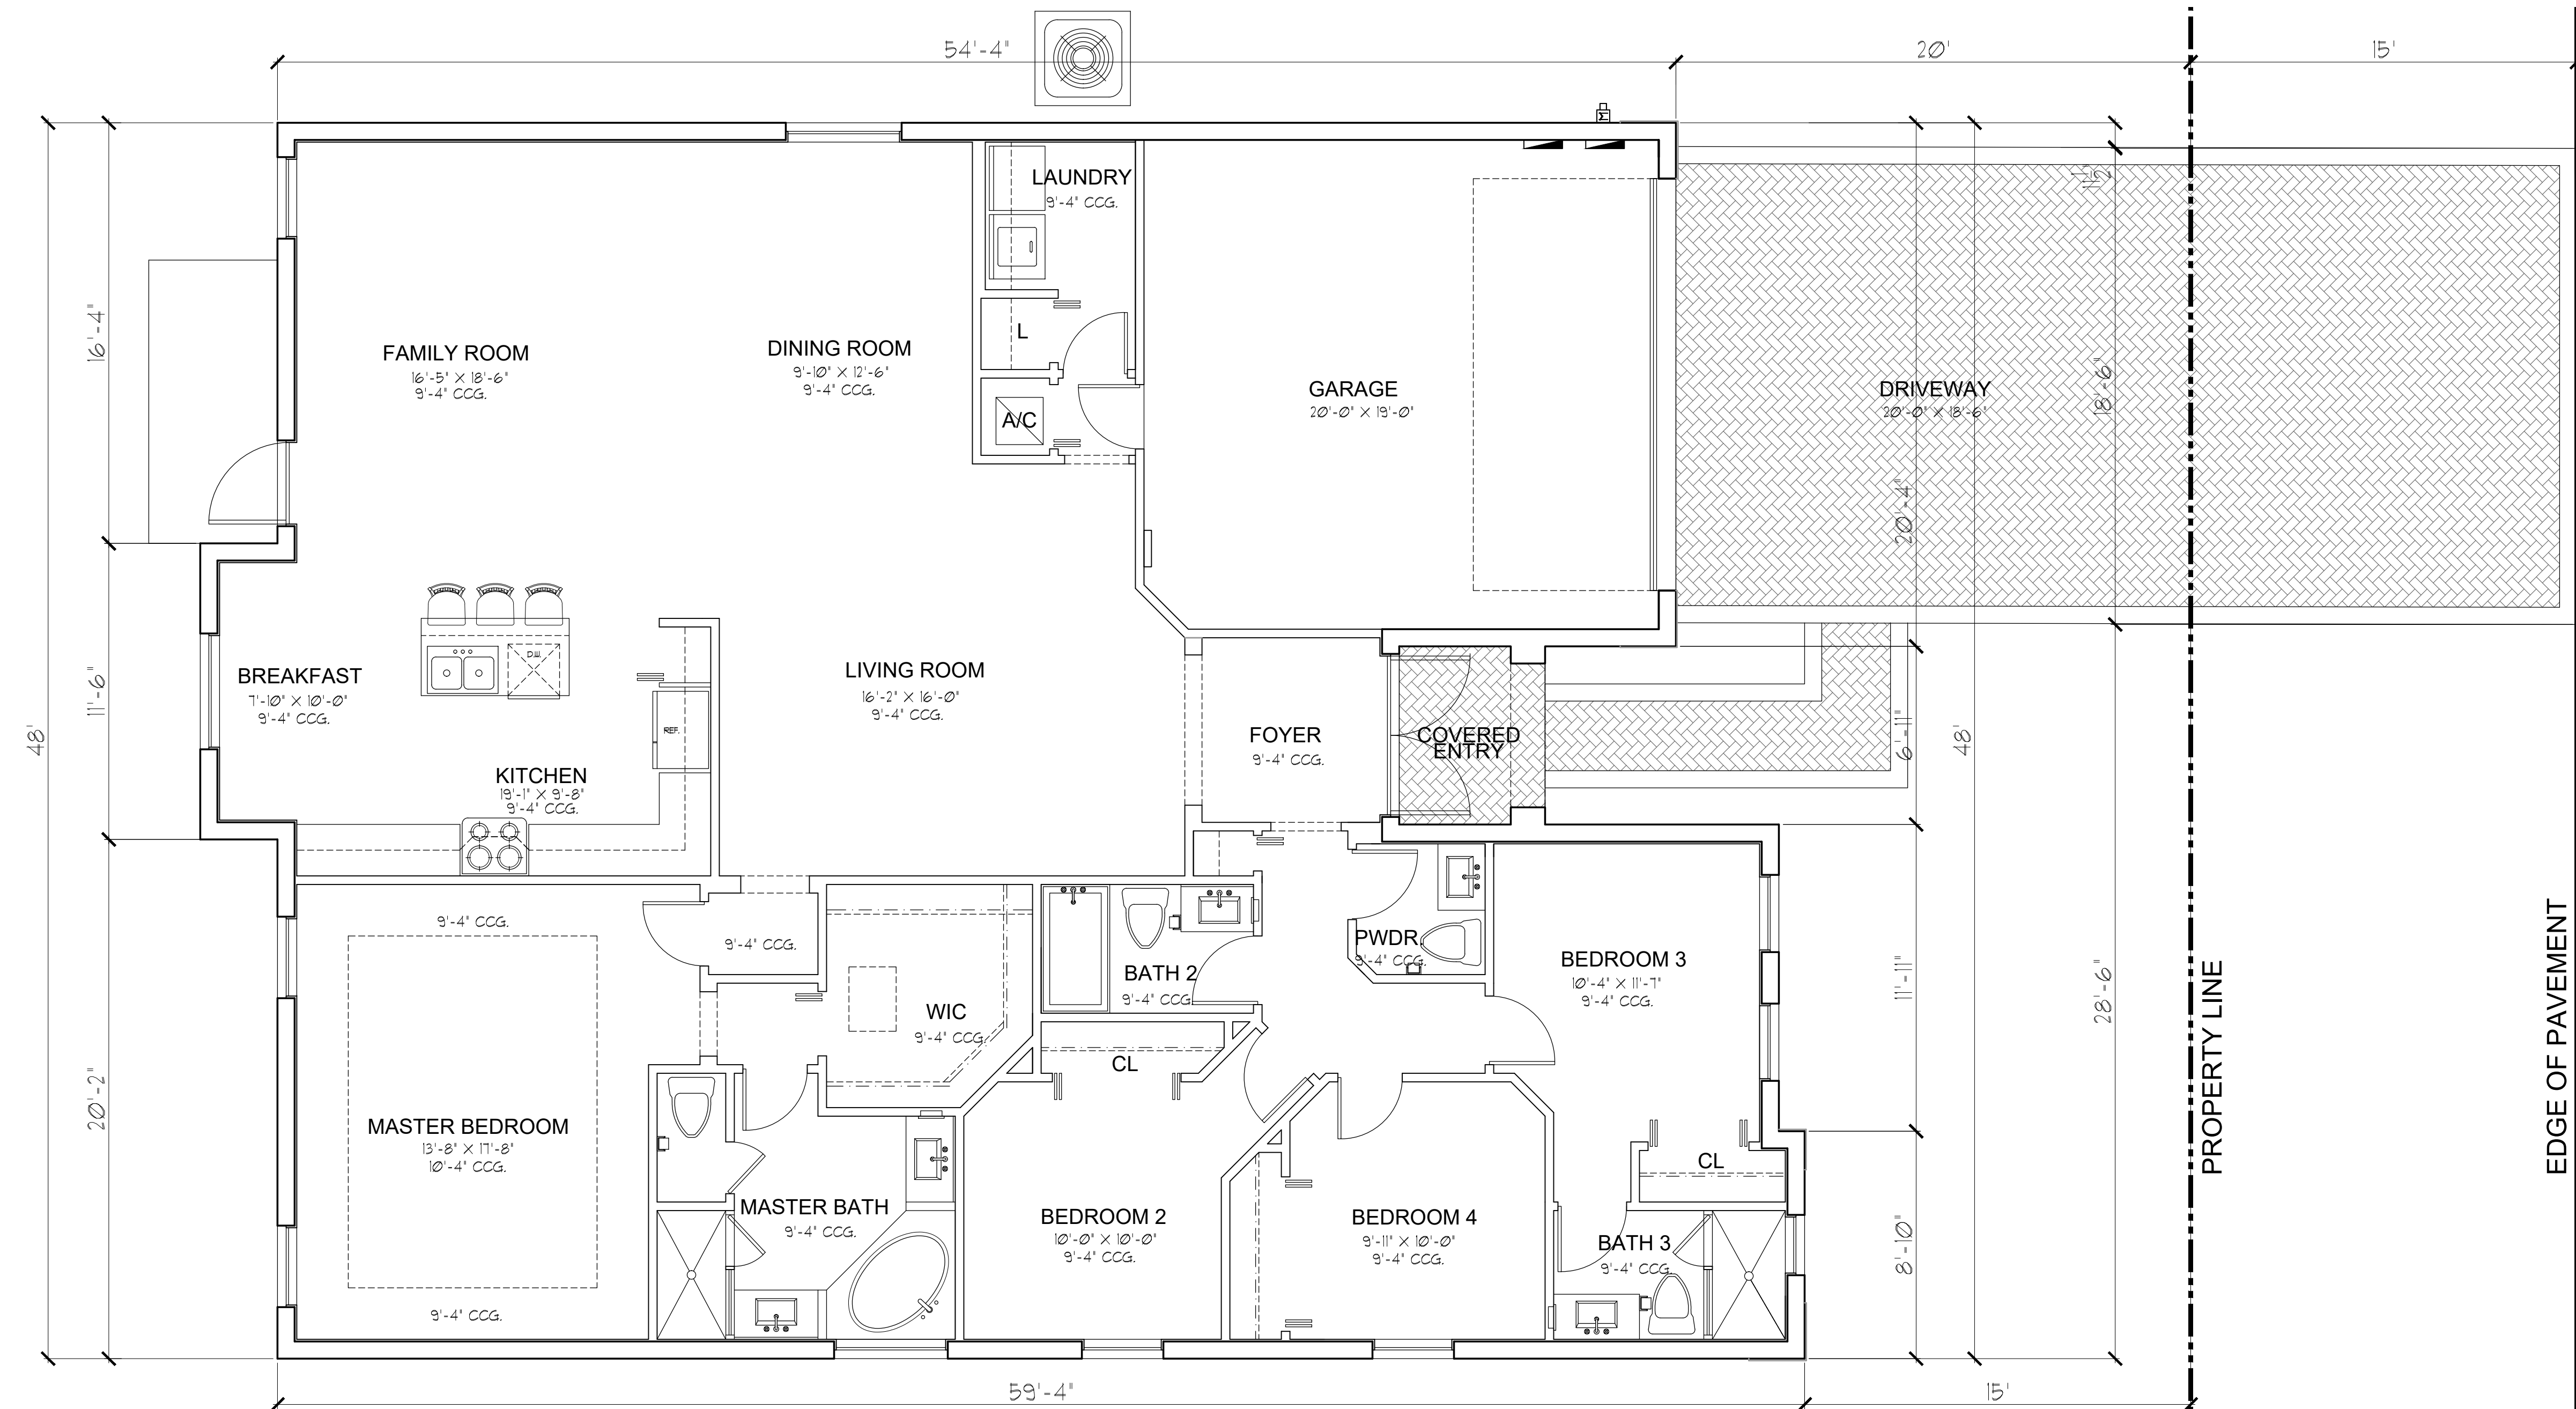 54'-4"
20'
15'
LAUNDRY
9'-4" CCG.
L
A/C
FAMILY ROOM
16'-5" X 18'-6"
9'-4" CCG.
DINING ROOM
9'-10" X 12'-6"
9'-4" CCG.
GARAGE
20'-0" X 19'-0"
DRIVEWAY
20'-0" X 18'-6"
16'-4"
11'-6"
48'
20'-2"
11 1/2"
18'-6"
20'-4"
6'-11"
48'
11'-11"
28'-6"
8'-10"
D.W.
REF.
BREAKFAST
7'-10" X 10'-0"
9'-4" CCG.
KITCHEN
19'-1" X 9'-8"
9'-4" CCG.
LIVING ROOM
16'-2" X 16'-0"
9'-4" CCG.
FOYER
9'-4" CCG.
COVERED
ENTRY
9'-4" CCG.
9'-4" CCG.
WIC
9'-4" CCG.
BATH 2
9'-4" CCG.
PWDR.
9'-4" CCG.
BEDROOM 3
10'-4" X 11'-7"
9'-4" CCG.
CL
CL
MASTER BEDROOM
13'-8" X 17'-8"
10'-4" CCG.
9'-4" CCG.
MASTER BATH
9'-4" CCG.
BEDROOM 2
10'-0" X 10'-0"
9'-4" CCG.
BEDROOM 4
9'-11" X 10'-0"
9'-4" CCG.
BATH 3
9'-4" CCG.
PROPERTY LINE
EDGE OF PAVEMENT
59'-4"
15'
M